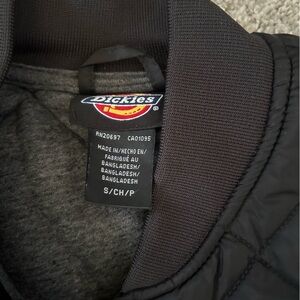 Dickies
RN20697 CA01095
MADE IN/HECHO EN/
FABRIQUÉ AU
BANGLADESH/
BANGLADESH/
BANGLADESH
S/CH/P